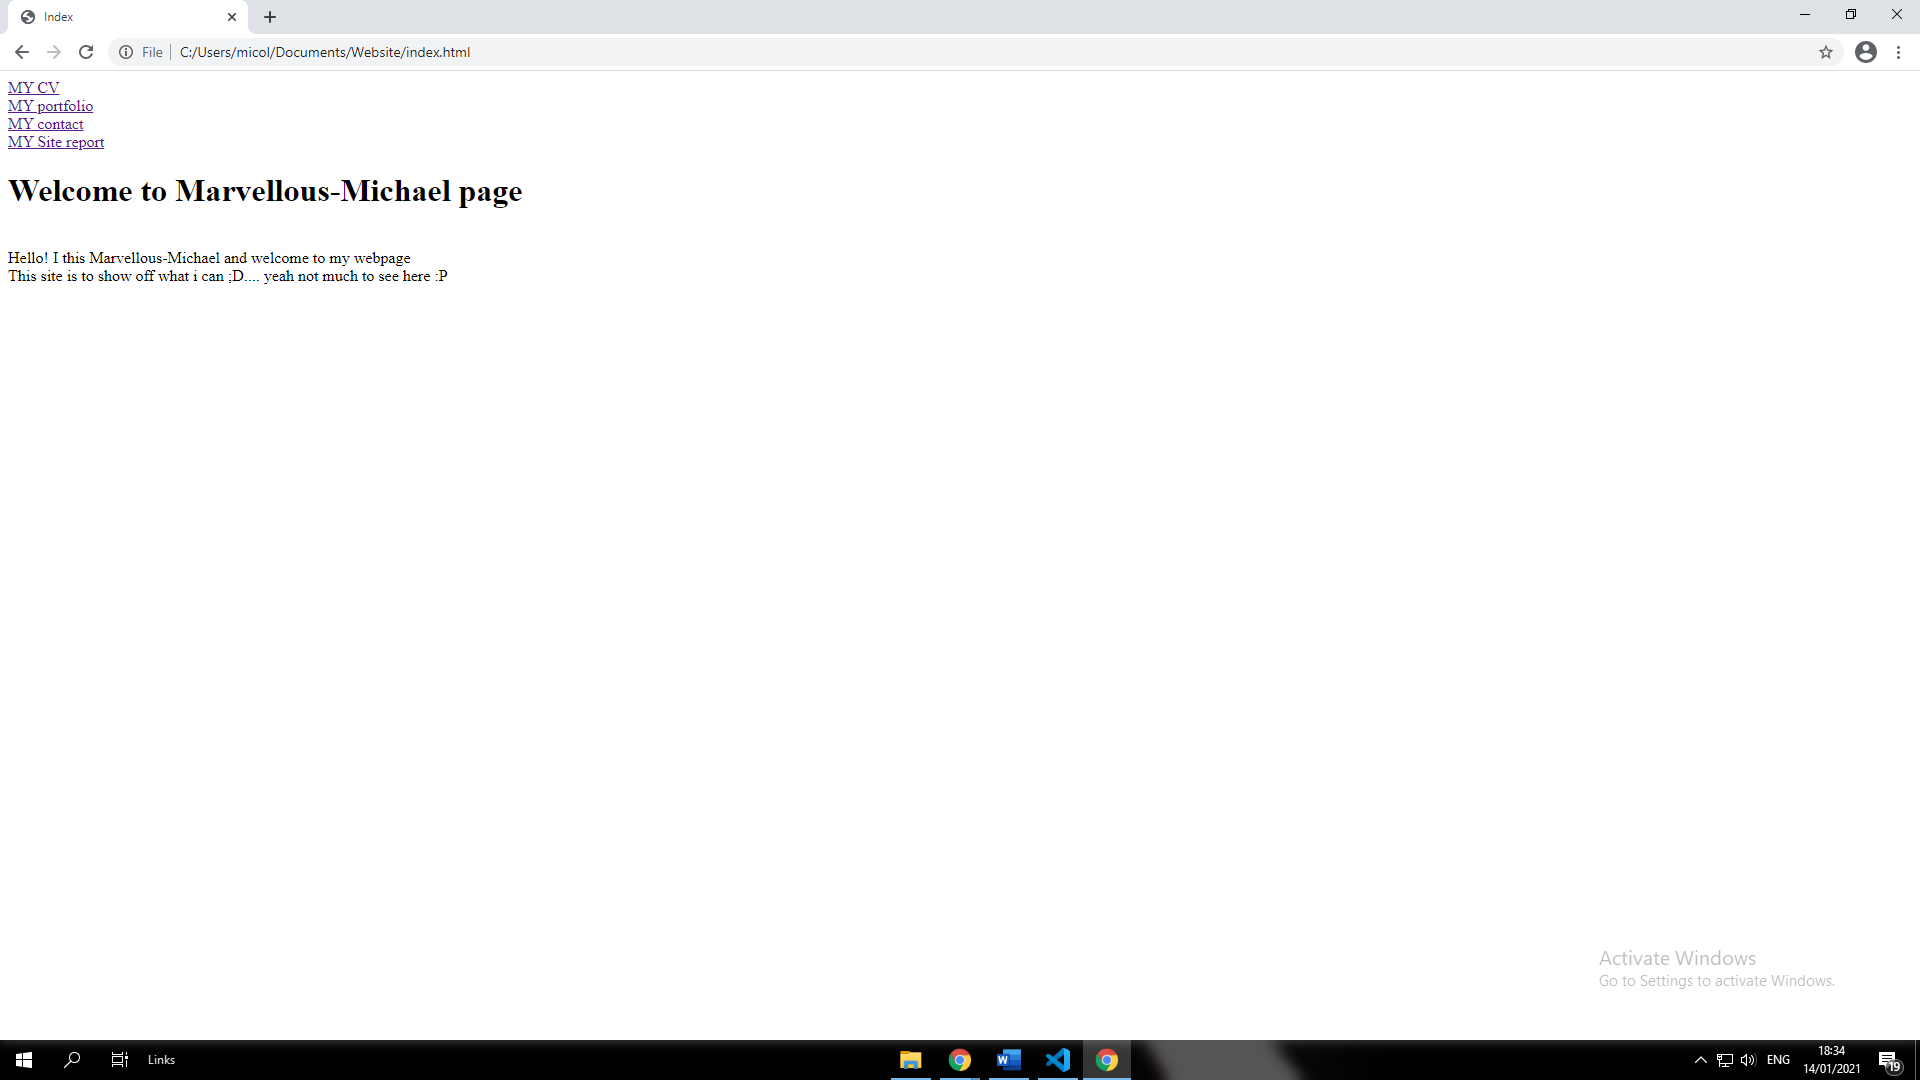 Index
File
C:/Users/micol/Documents/Website/index.html
MY CV
MY portfolio
MY contact
MY Site report
Welcome to Marvellous-Michael page
Hello! I this Marvellous-Michael and welcome to my webpage
This site is to show off what i can ;D.... yeah not much to see here :P
Activate Windows
Go to Settings to activate Windows.
Links
W
ENG
18:34
14/01/2021
19